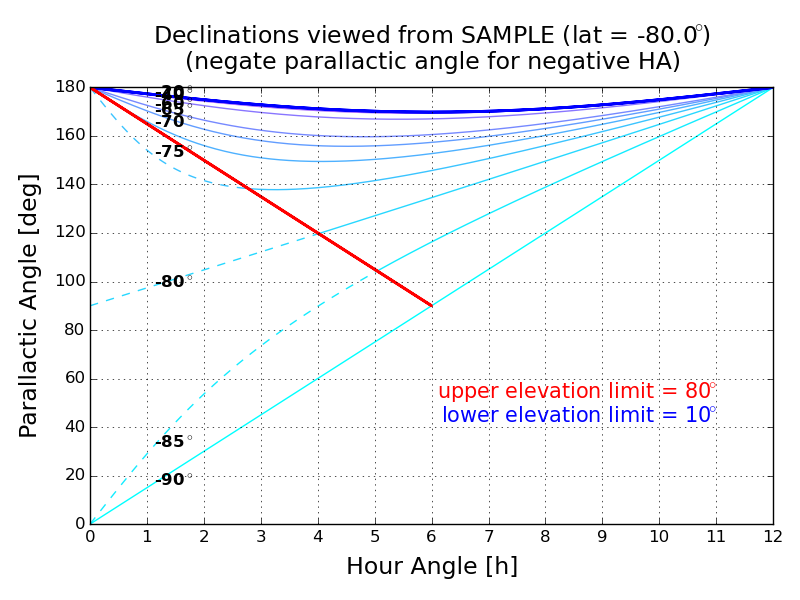 Declinations viewed from SAMPLE (lat = -80.0°)
(negate parallactic angle for negative HA)
Parallactic Angle [deg]
180
160
140
120
100
80
60
40
20
0
-60°
-65°
-70°
-75°
-80°
-85°
-90°
upper elevation limit = 80°
lower elevation limit = 10°
0 1 2 3 4 5 6 7 8 9 10 11 12
Hour Angle [h]